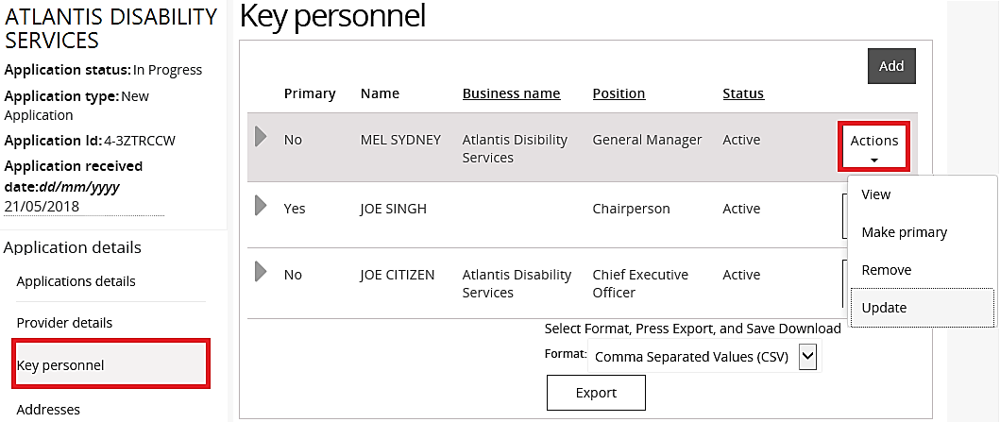 ATLANTIS DISABILITY
SERVICES
Application status: In Progress
Application type: New
Application
Application Id: 4-3ZTRCCW
Application received
date:dd/mm/yyyy
21/05/2018
Application details
Applications details
Provider details
Key personnel
Addresses
Key personnel
Add
Primary Name Business name Position Status
No MEL SYDNEY Atlantis Disibility General Manager Active
Services
Actions
Yes JOE SINGH Chairperson Active
No JOE CITIZEN Atlantis Disability Chief Executive Active
Services Officer
View
Make primary
Remove
Update
Select Format, Press Export, and Save Download
Format: Comma Separated Values (CSV)
Export